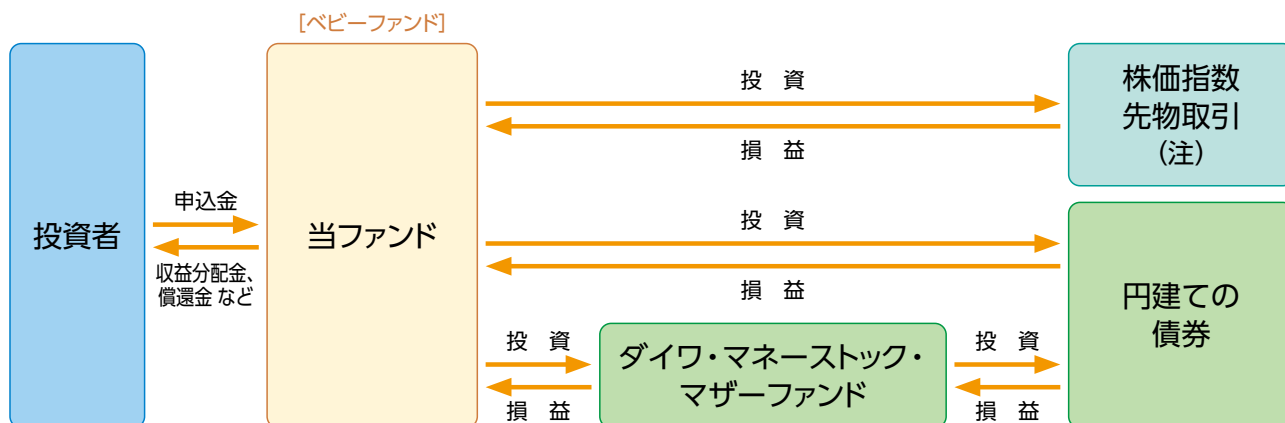 [ベビーファンド]
投資者
申込金
収益分配金、
償還金 など
当ファンド
投 資
損 益
株価指数
先物取引
(注)
投 資
損 益
投 資
損 益
ダイワ・マネーストック・
マザーファンド
投 資
損 益
円建ての
債券